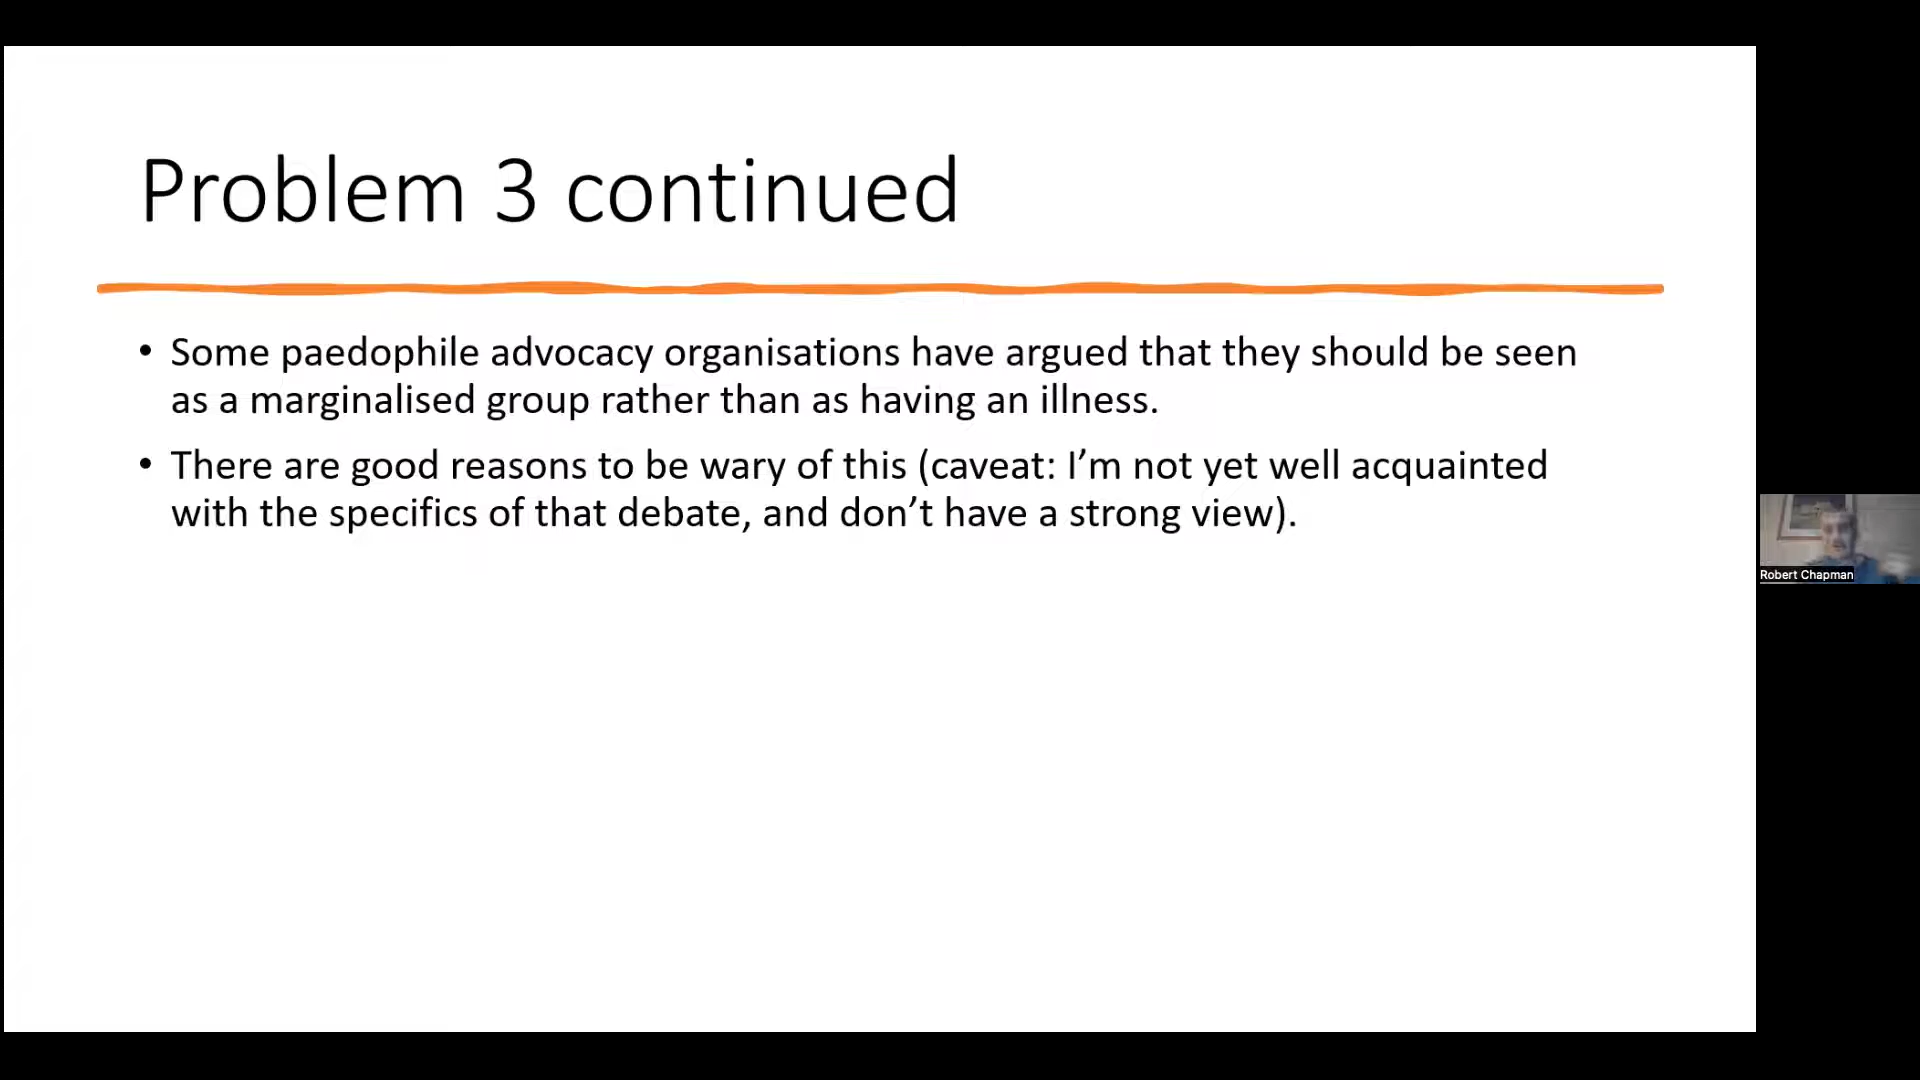 Problem 3 continued
• Some paedophile advocacy organisations have argued that they should be seen
as a marginalised group rather than as having an illness.
• There are good reasons to be wary of this (caveat: I’m not yet well acquainted
with the specifics of that debate, and don’t have a strong view).
Robert Chapman